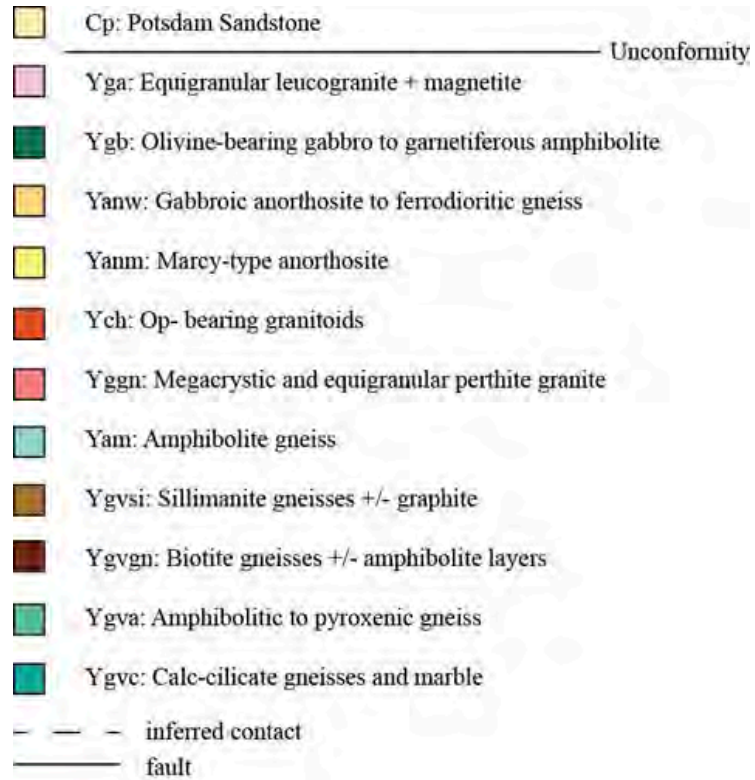 Cp: Potsdam Sandstone
Unconformity
Yga: Equigranular leucogranite + magnetite
Ygb: Olivine-bearing gabbro to garnetiferous amphibolite
Yanw: Gabbroic anorthosite to ferrodioritic gneiss
Yanm: Marcy-type anorthosite
Ych: Op- bearing granitoids
Yggn: Megacrystic and equigranular perthite granite
Yam: Amphibolite gneiss
Ygvsi: Sillimanite gneisses +/- graphite
Ygvgn: Biotite gneisses +/- amphibolite layers
Ygva: Amphibolitic to pyroxenic gneiss
Ygvc: Calc-cilicate gneisses and marble
inferred contact
fault